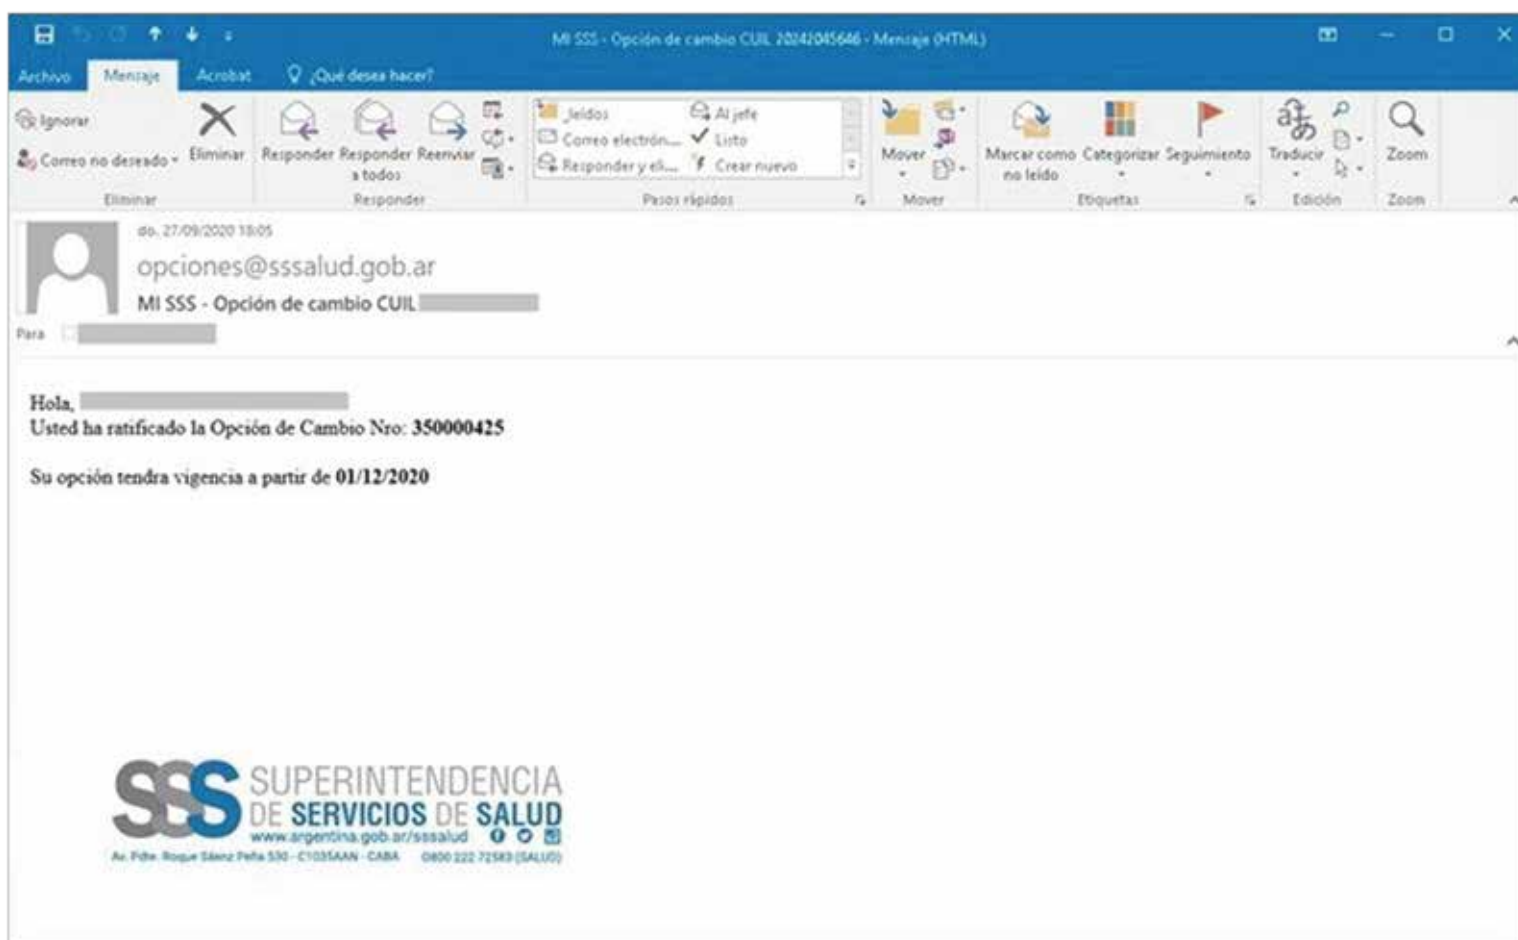 MI SSS - Opción de cambio CUIL 20242045646 - Mensaje (HTML)
Archivo Mensaje Acrobat ¿Qué desea hacer?
Ignorar
Correo no deseado
Eliminar
Responder
Responder a todos
Reenviar
_leidos
Correo electrón...
Responder y eli...
Al jefe
Listo
Crear nuevo
Mover
Marcar como no leído
Categorizar
Seguimiento
Traducir
Zoom
Eliminar Responder Pasos rápidos Mover Etiquetas Edición Zoom
do. 27/09/2020 18:05
opciones@sssalud.gob.ar
MI SSS - Opción de cambio CUIL
Para
Hola,
Usted ha ratificado la Opción de Cambio Nro: 350000425
Su opción tendra vigencia a partir de 01/12/2020
SSS SUPERINTENDENCIA
DE SERVICIOS DE SALUD
www.argentina.gob.ar/sssalud
Av. Pdte. Roque Sáenz Peña 530 - C1035AAN - CABA 0800 222 72583 (SALUD)